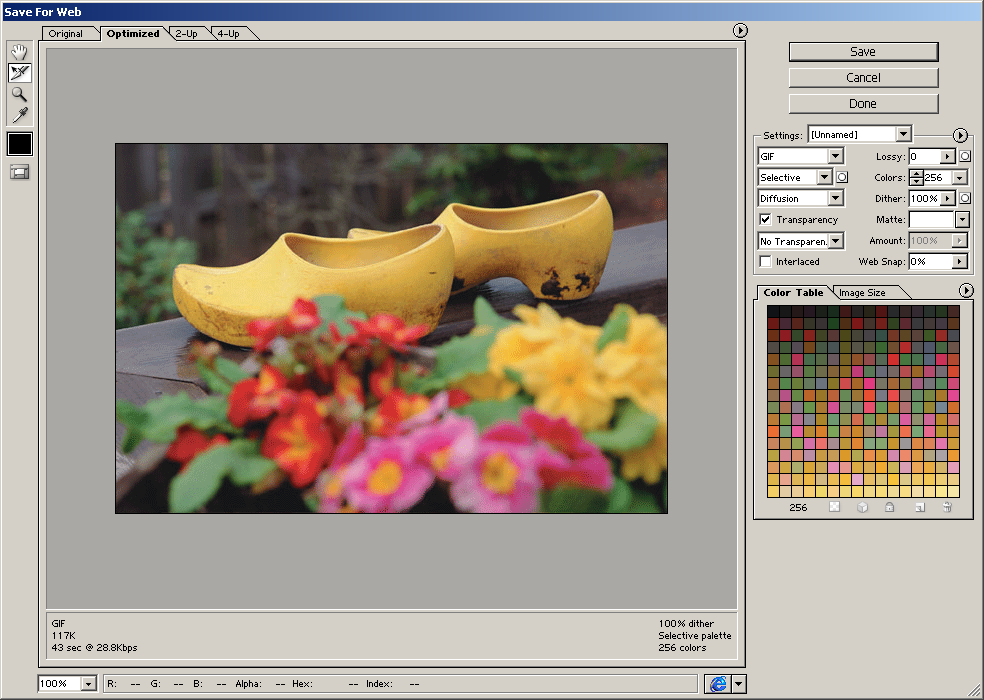 Save For Web
Original
Optimized
2-Up
4-Up
Save
Cancel
Done
Settings: [Unnamed]
GIF
Lossy: 0
Selective
Colors: 256
Diffusion
Dither: 100%
Transparency
Matte:
No Transparen.
Amount: 100%
Interlaced
Web Snap: 0%
Color Table
Image Size
256
GIF
117K
43 sec @ 28.8Kbps
100% dither
Selective palette
256 colors
100%
R: -- G: -- B: -- Alpha: -- Hex: -- Index: --